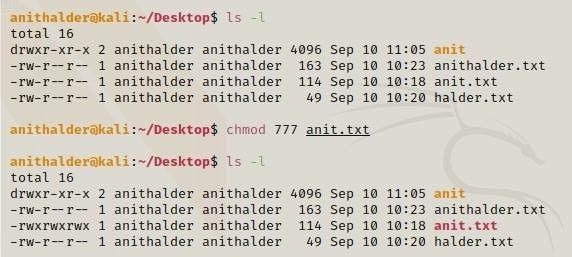 anithalder@kali:~/Desktop$ ls -l
total 16
drwxr-xr-x 2 anithalder anithalder 4096 Sep 10 11:05 anit
-rw-r--r-- 1 anithalder anithalder  163 Sep 10 10:23 anithalder.txt
-rw-r--r-- 1 anithalder anithalder  114 Sep 10 10:18 anit.txt
-rw-r--r-- 1 anithalder anithalder   49 Sep 10 10:20 halder.txt
anithalder@kali:~/Desktop$ chmod 777 anit.txt
anithalder@kali:~/Desktop$ ls -l
total 16
drwxr-xr-x 2 anithalder anithalder 4096 Sep 10 11:05 anit
-rw-r--r-- 1 anithalder anithalder  163 Sep 10 10:23 anithalder.txt
-rwxrwxrwx 1 anithalder anithalder  114 Sep 10 10:18 anit.txt
-rw-r--r-- 1 anithalder anithalder   49 Sep 10 10:20 halder.txt